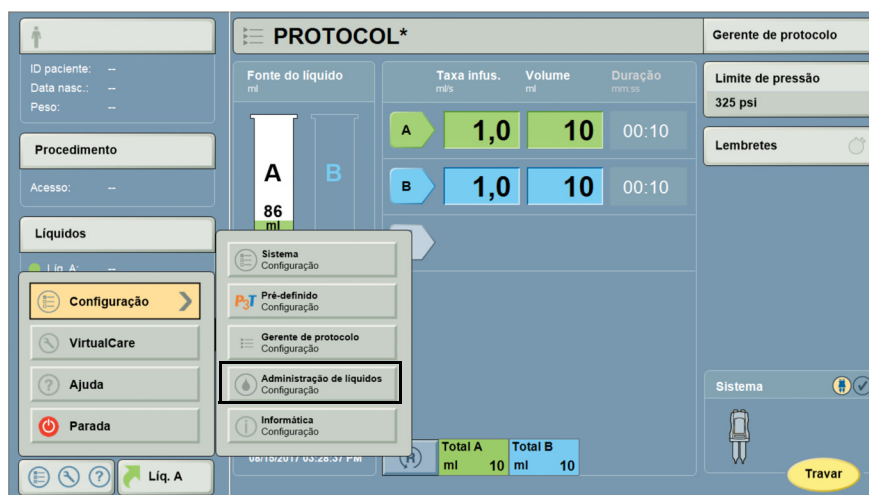 PROTOCOL*
Gerente de protocolo
ID paciente: --
Data nasc.: --
Peso: --
Procedimento
Acesso: --
Líquidos
Líq. A: --
Fonte do líquido
ml
A
B
86
ml
Taxa infus.
ml/s
Volume
ml
Duração
mm:ss
A 1,0 10 00:10
B 1,0 10 00:10
Limite de pressão
325 psi
Lembretes
Configuração
VirtualCare
Ajuda
Parada
Sistema
Configuração
P3T Pré-definido
Configuração
Gerente de protocolo
Configuração
Administração de líquidos
Configuração
Informática
Configuração
08/15/2017 03:28:37 PM
Total A
ml 10
Total B
ml 10
Líq. A
Sistema
Travar